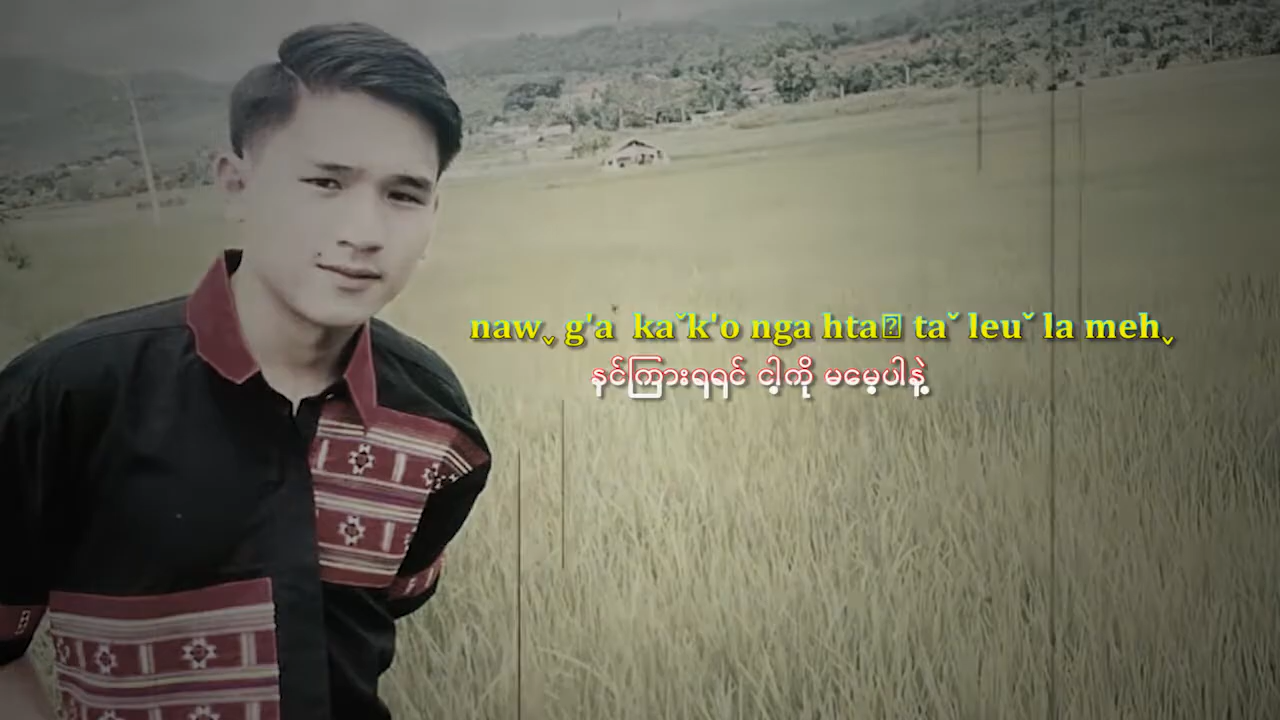 nawˬ g'a kaˇk'o nga hta taˇ leuˇ la mehˬ
နင်ကြားရုရင် ငါ့ကို မမေ့ပါနဲ့